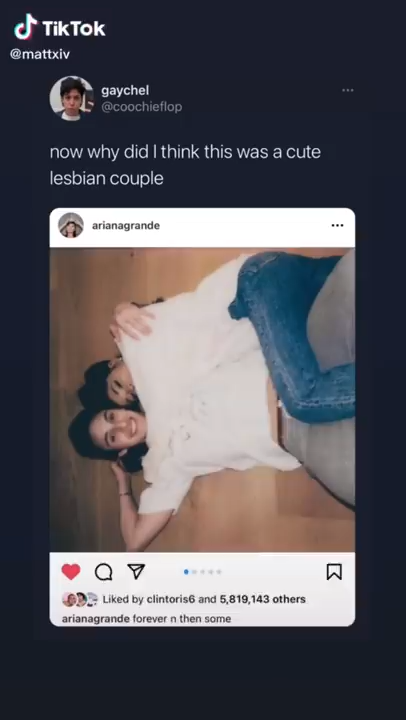 TikTok
@mattxiv
gaychel
@coochieflop
now why did I think this was a cute
lesbian couple
arianagrande
Liked by clintoris6 and 5,819,143 others
arianagrande forever n then some